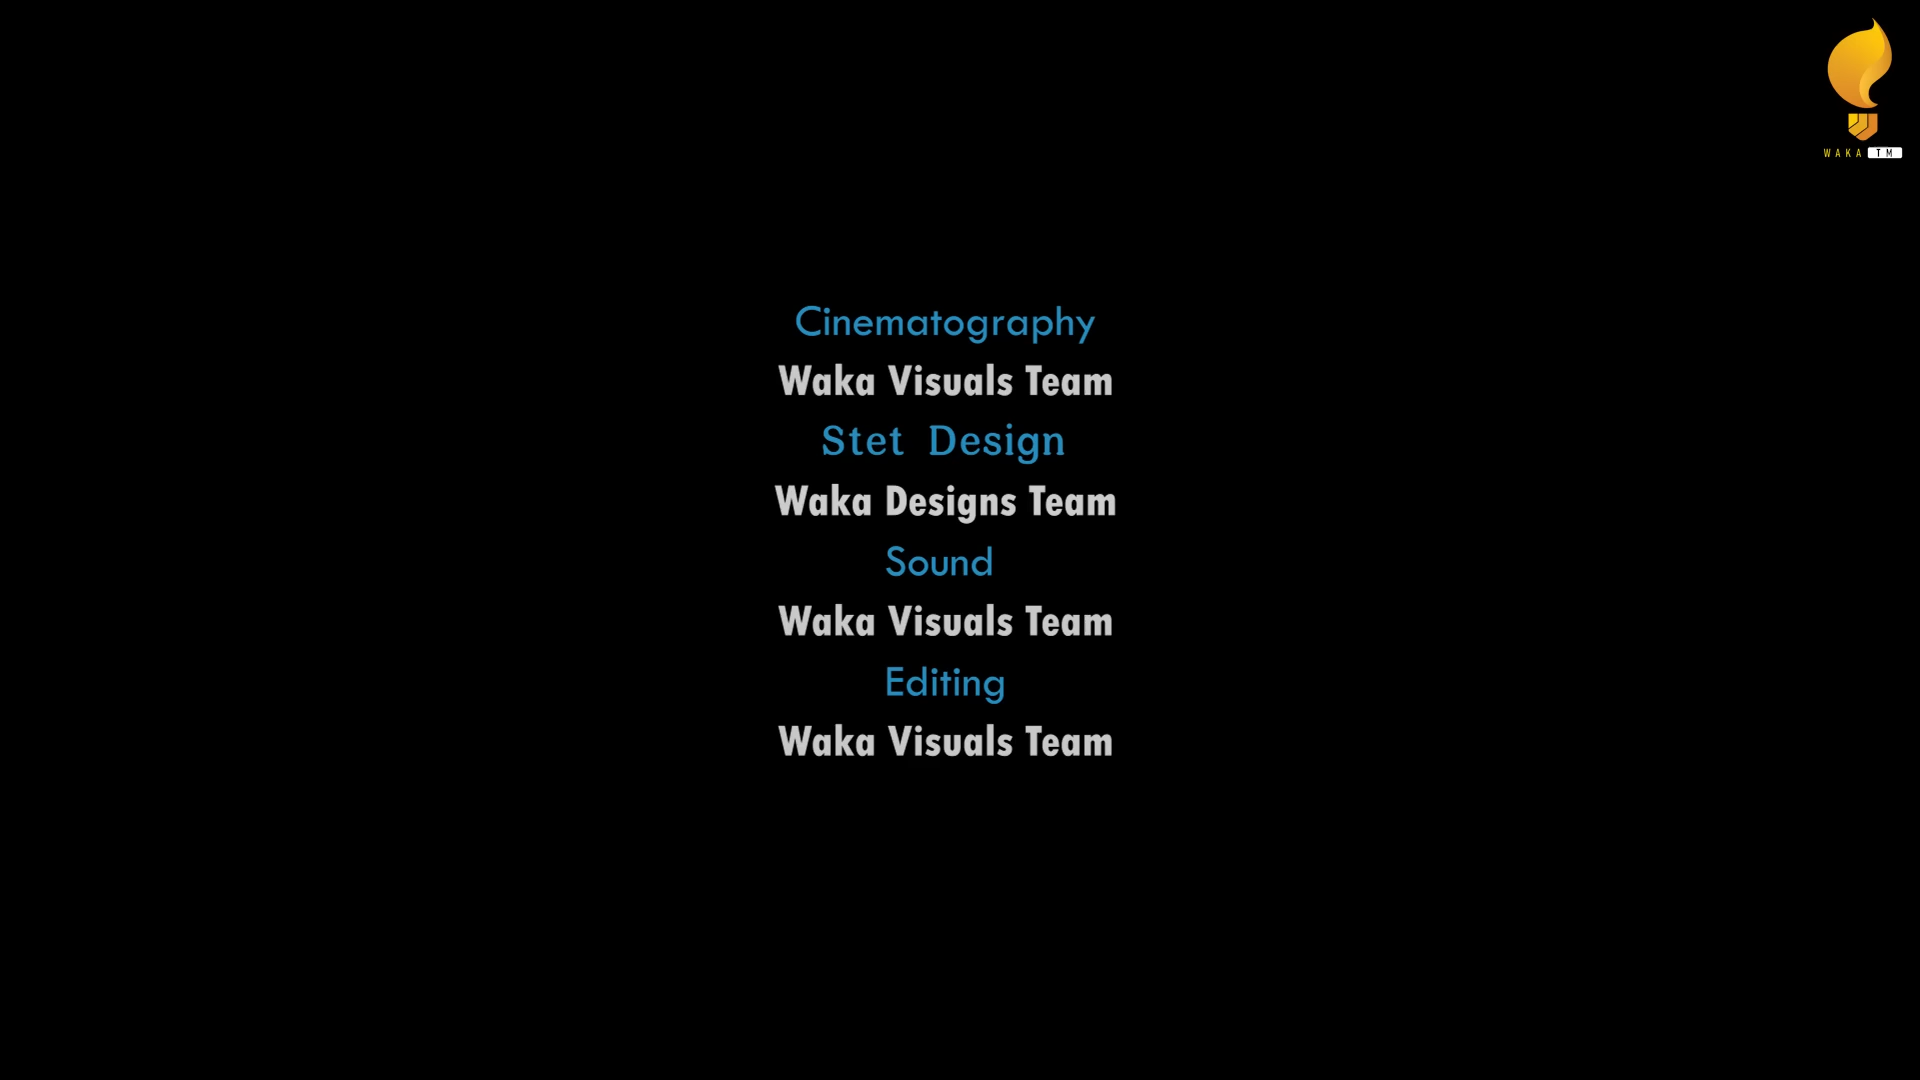 WAKA TM
Cinematography
Waka Visuals Team
Stet Design
Waka Designs Team
Sound
Waka Visuals Team
Editing
Waka Visuals Team